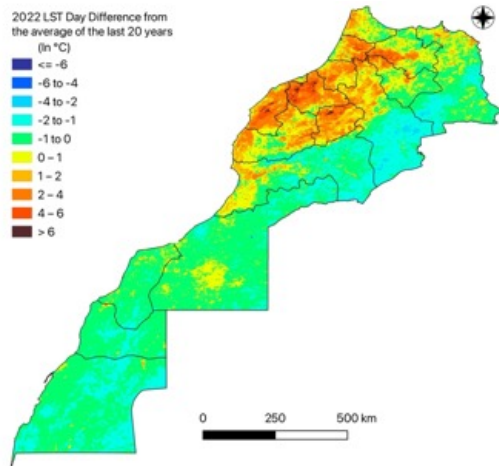 2022 LST Day Difference from
the average of the last 20 years
(In °C)
<= -6
-6 to -4
-4 to -2
-2 to -1
-1 to 0
0 – 1
1 – 2
2 – 4
4 – 6
> 6
0 250 500 km